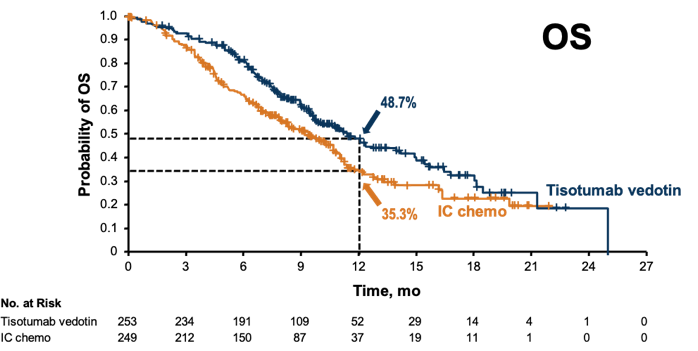 OS
1.0
0.9
0.8
0.7
0.6
0.5
0.4
0.3
0.2
0.1
0
Probability of OS
48.7%
35.3%
Tisotumab vedotin
IC chemo
0 3 6 9 12 15 18 21 24 27
Time, mo
No. at Risk
Tisotumab vedotin 253 234 191 109 52 29 14 4 1 0
IC chemo 249 212 150 87 37 19 11 1 0 0